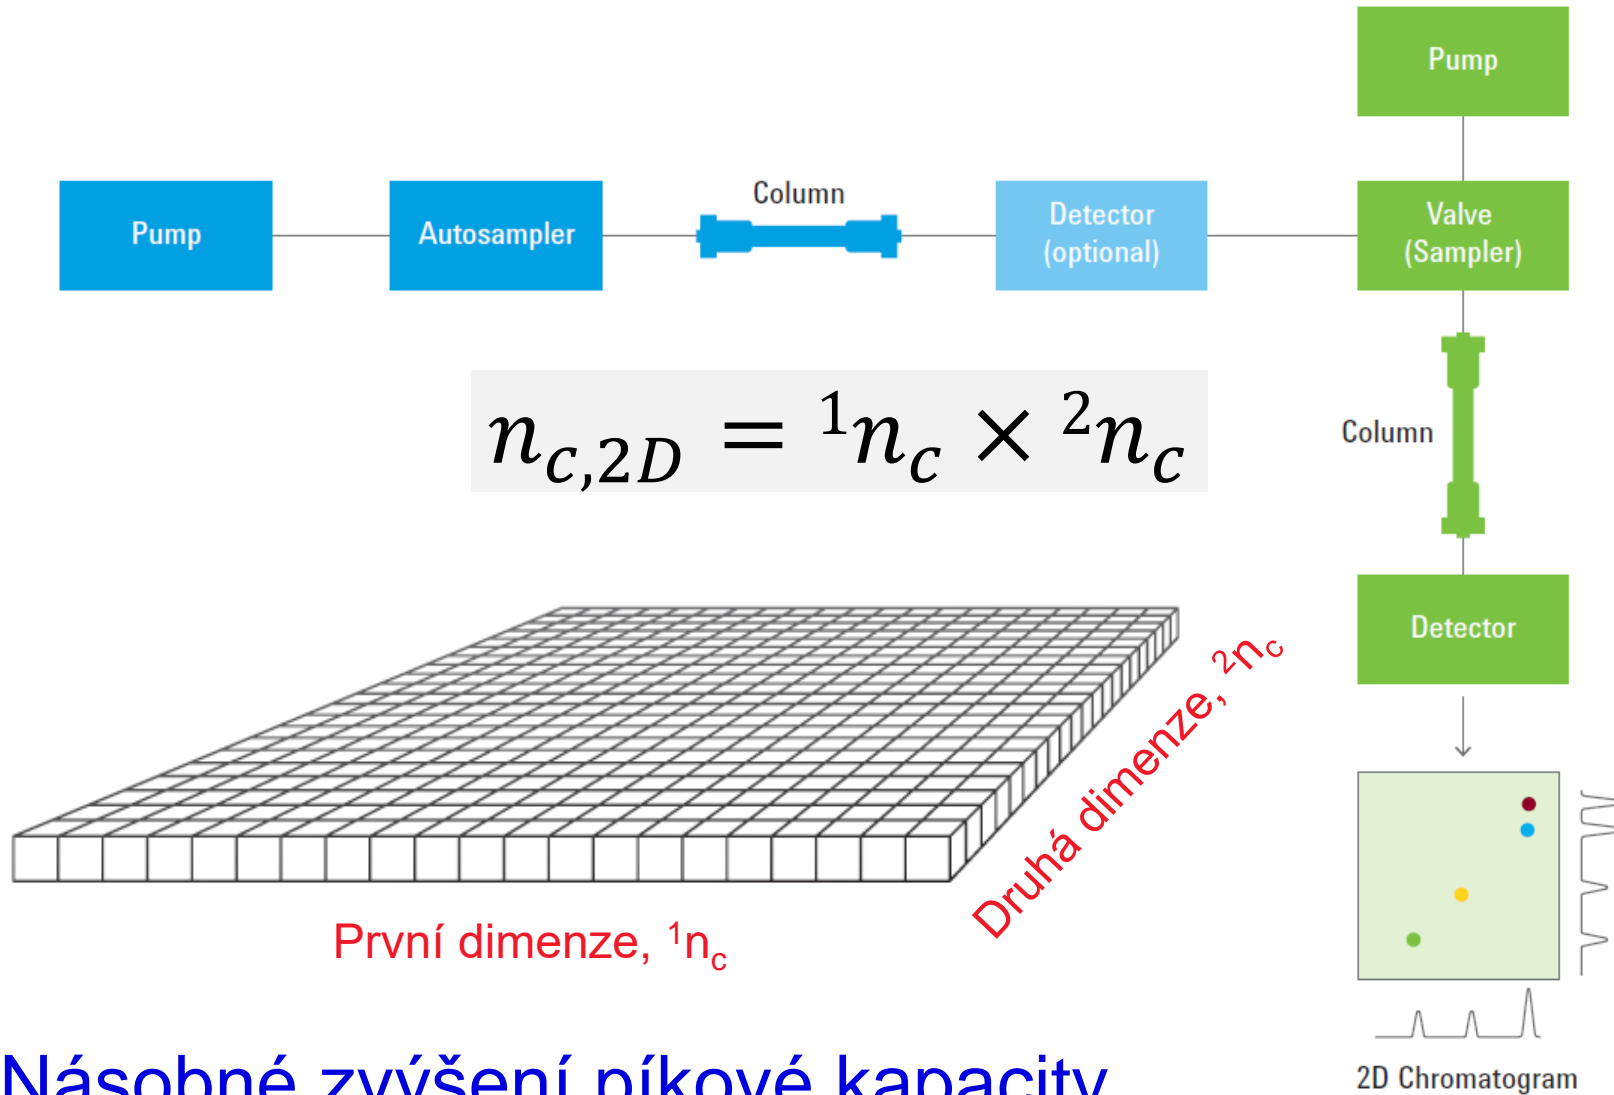 Pump
Pump
Autosampler
Column
Detector
(optional)
Valve
(Sampler)
n_{c,2D} = ¹n_c × ²n_c
Column
Detector
Druhá dimenze, ²n_c
První dimenze, ¹n_c
Násobné zvýšení píkové kapacity
2D Chromatogram